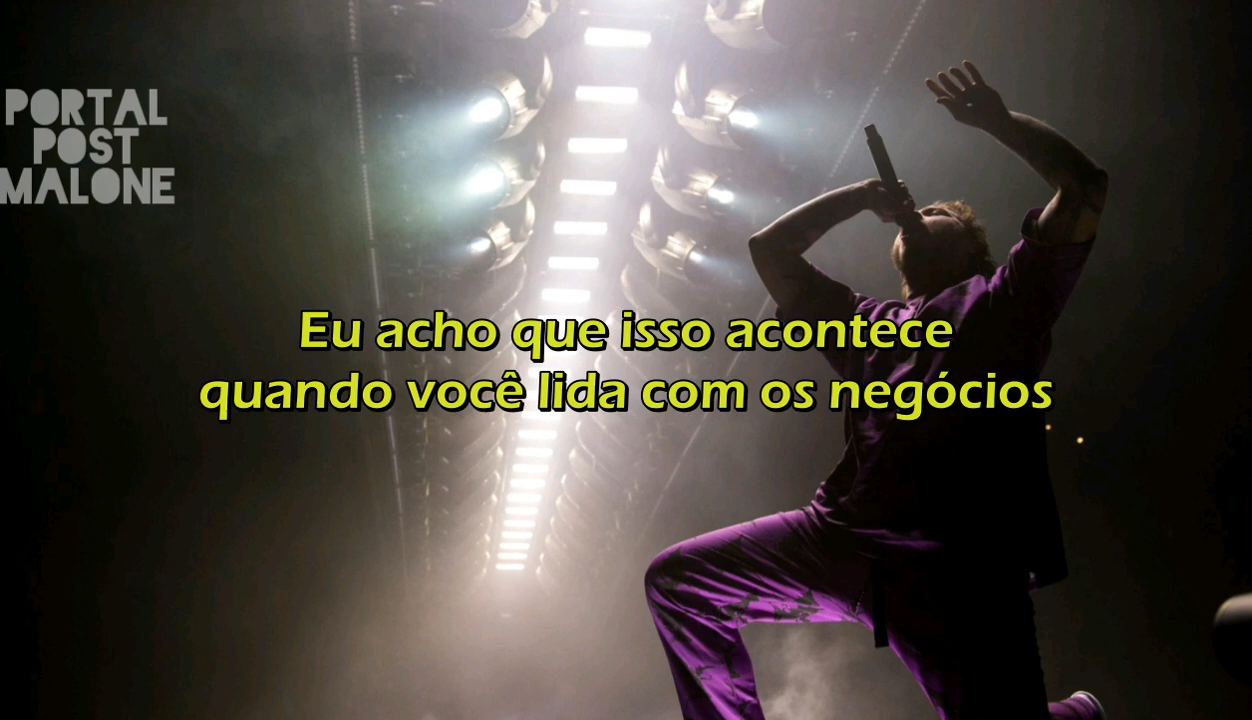 PORTAL
POST
MALONE
Eu acho que isso acontece
quando você lida com os negócios